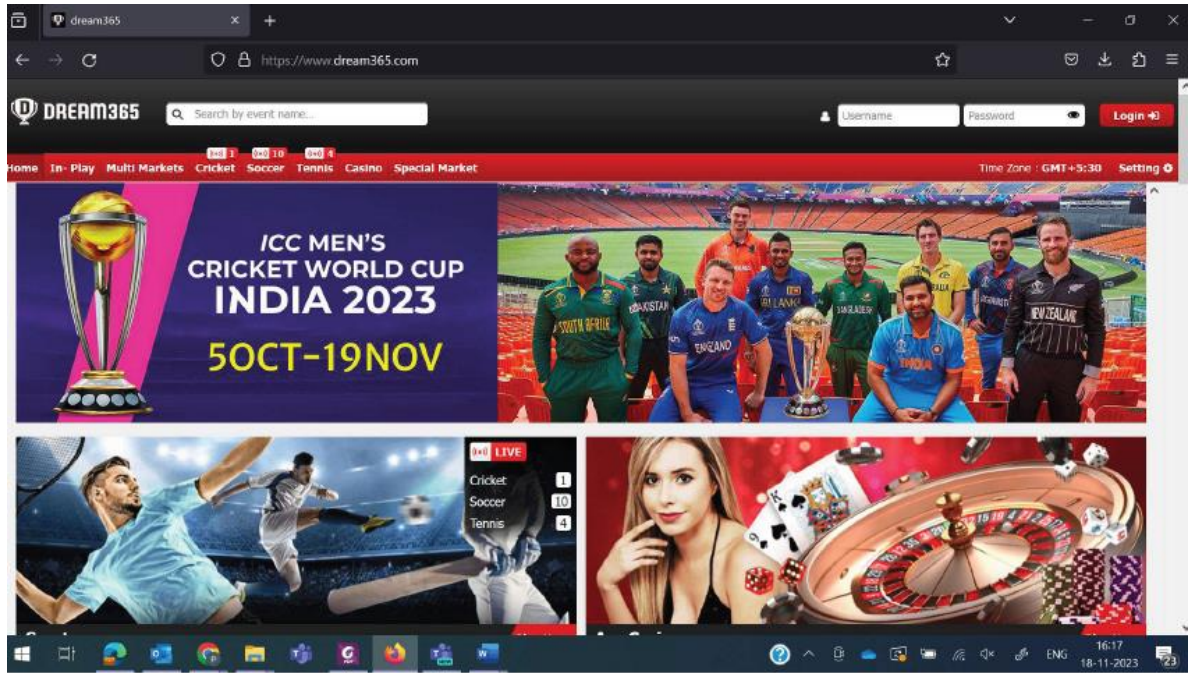 dream365
https://www.dream365.com
DREAM365
Search by event name...
Username
Password
Login
1
10
4
Home In- Play Multi Markets Cricket Soccer Tennis Casino Special Market
Time Zone : GMT+5:30 Setting
ICC MEN'S
CRICKET WORLD CUP
INDIA 2023
5OCT-19NOV
PAKISTAN
SRI LANKA
BANGLADESH
SOUTH AFRICA
ENGLAND
INDIA
NEW ZEALAND
LIVE
Cricket 1
Soccer 10
Tennis 4
K
9
ENG
16:17
18-11-2023
23